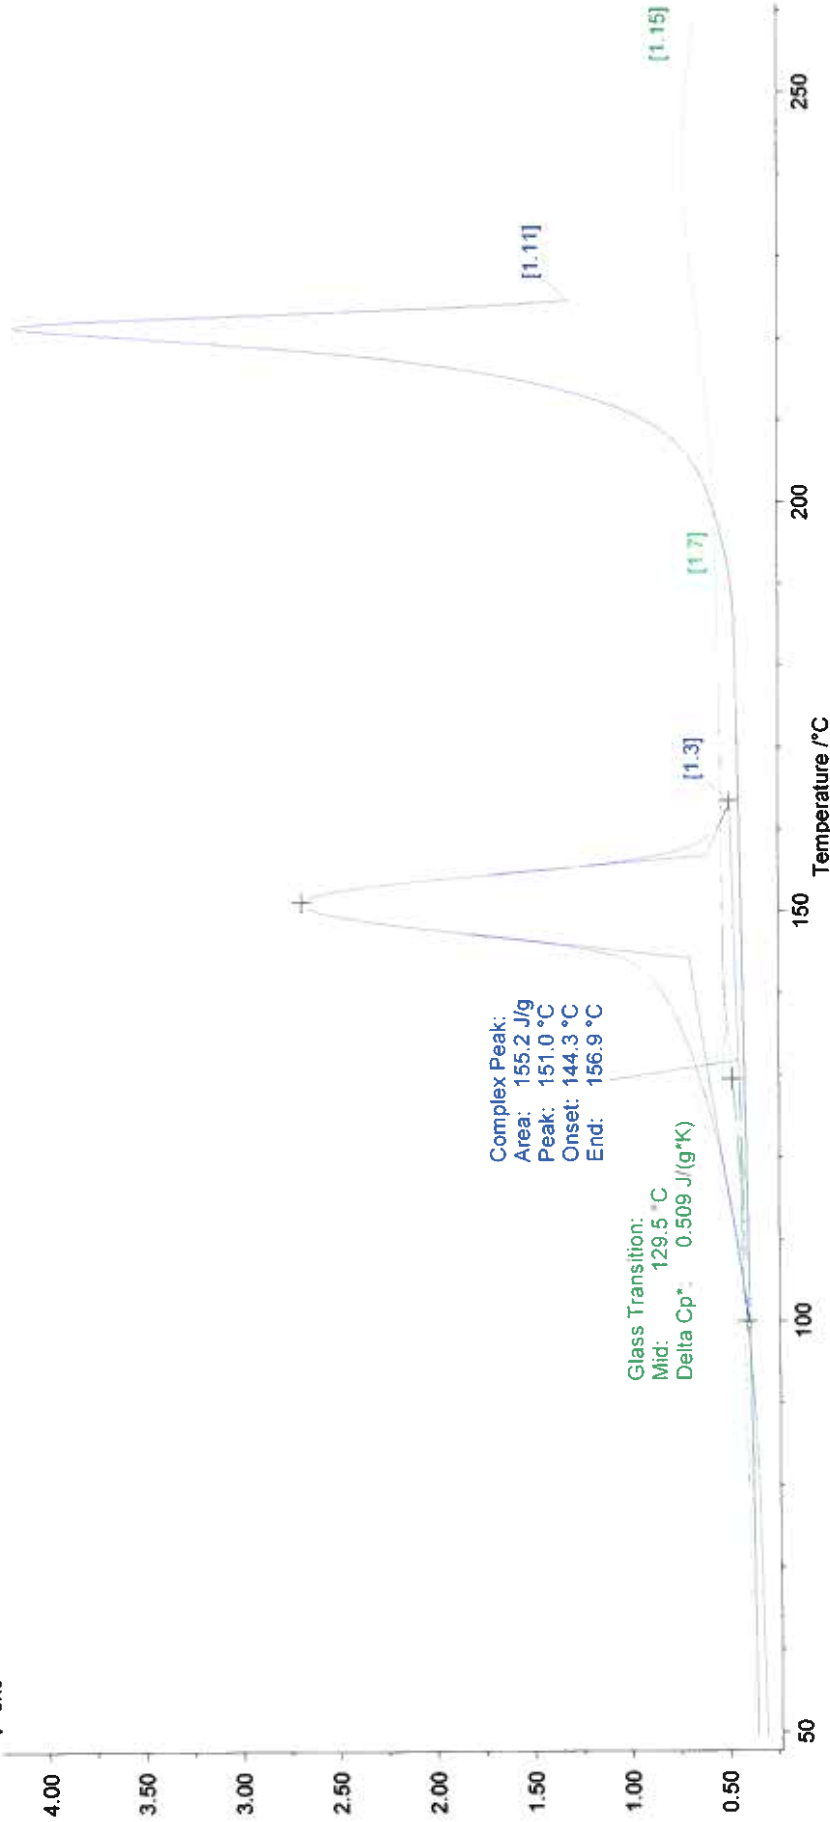 4.00
3.50
3.00
2.50
2.00
1.50
1.00
0.50
[1.11]
[1.15]
[1.7]
[1.3]
Complex Peak:
Area: 155.2 J/g
Peak: 151.0 °C
Onset: 144.3 °C
End: 156.9 °C
Glass Transition:
Mid: 129.5 °C
Delta Cp*: 0.509 J/(g*K)
50
100
150
200
250
Temperature /°C